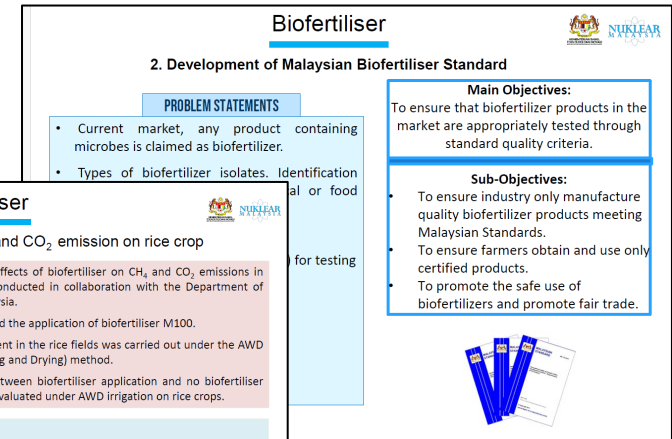 Biofertiliser
NUKLEAR
MALAYSIA
2. Development of Malaysian Biofertiliser Standard
PROBLEM STATEMENTS
• Current market, any product containing
microbes is claimed as biofertilizer.
• Types of biofertilizer isolates. Identification
al or food
) for testing
Main Objectives:
To ensure that biofertilizer products in the
market are appropriately tested through
standard quality criteria.
Sub-Objectives:
• To ensure industry only manufacture
quality biofertilizer products meeting
Malaysian Standards.
• To ensure farmers obtain and use only
certified products.
• To promote the safe use of
biofertilizers and promote fair trade.
ser
NUKLEAR
MALAYSIA
nd CO₂ emission on rice crop
ffects of biofertiliser on CH₄ and CO₂ emissions in
onducted in collaboration with the Department of
sia.
d the application of biofertiliser M100.
ent in the rice fields was carried out under the AWD
g and Drying) method.
tween biofertiliser application and no biofertiliser
valuated under AWD irrigation on rice crops.